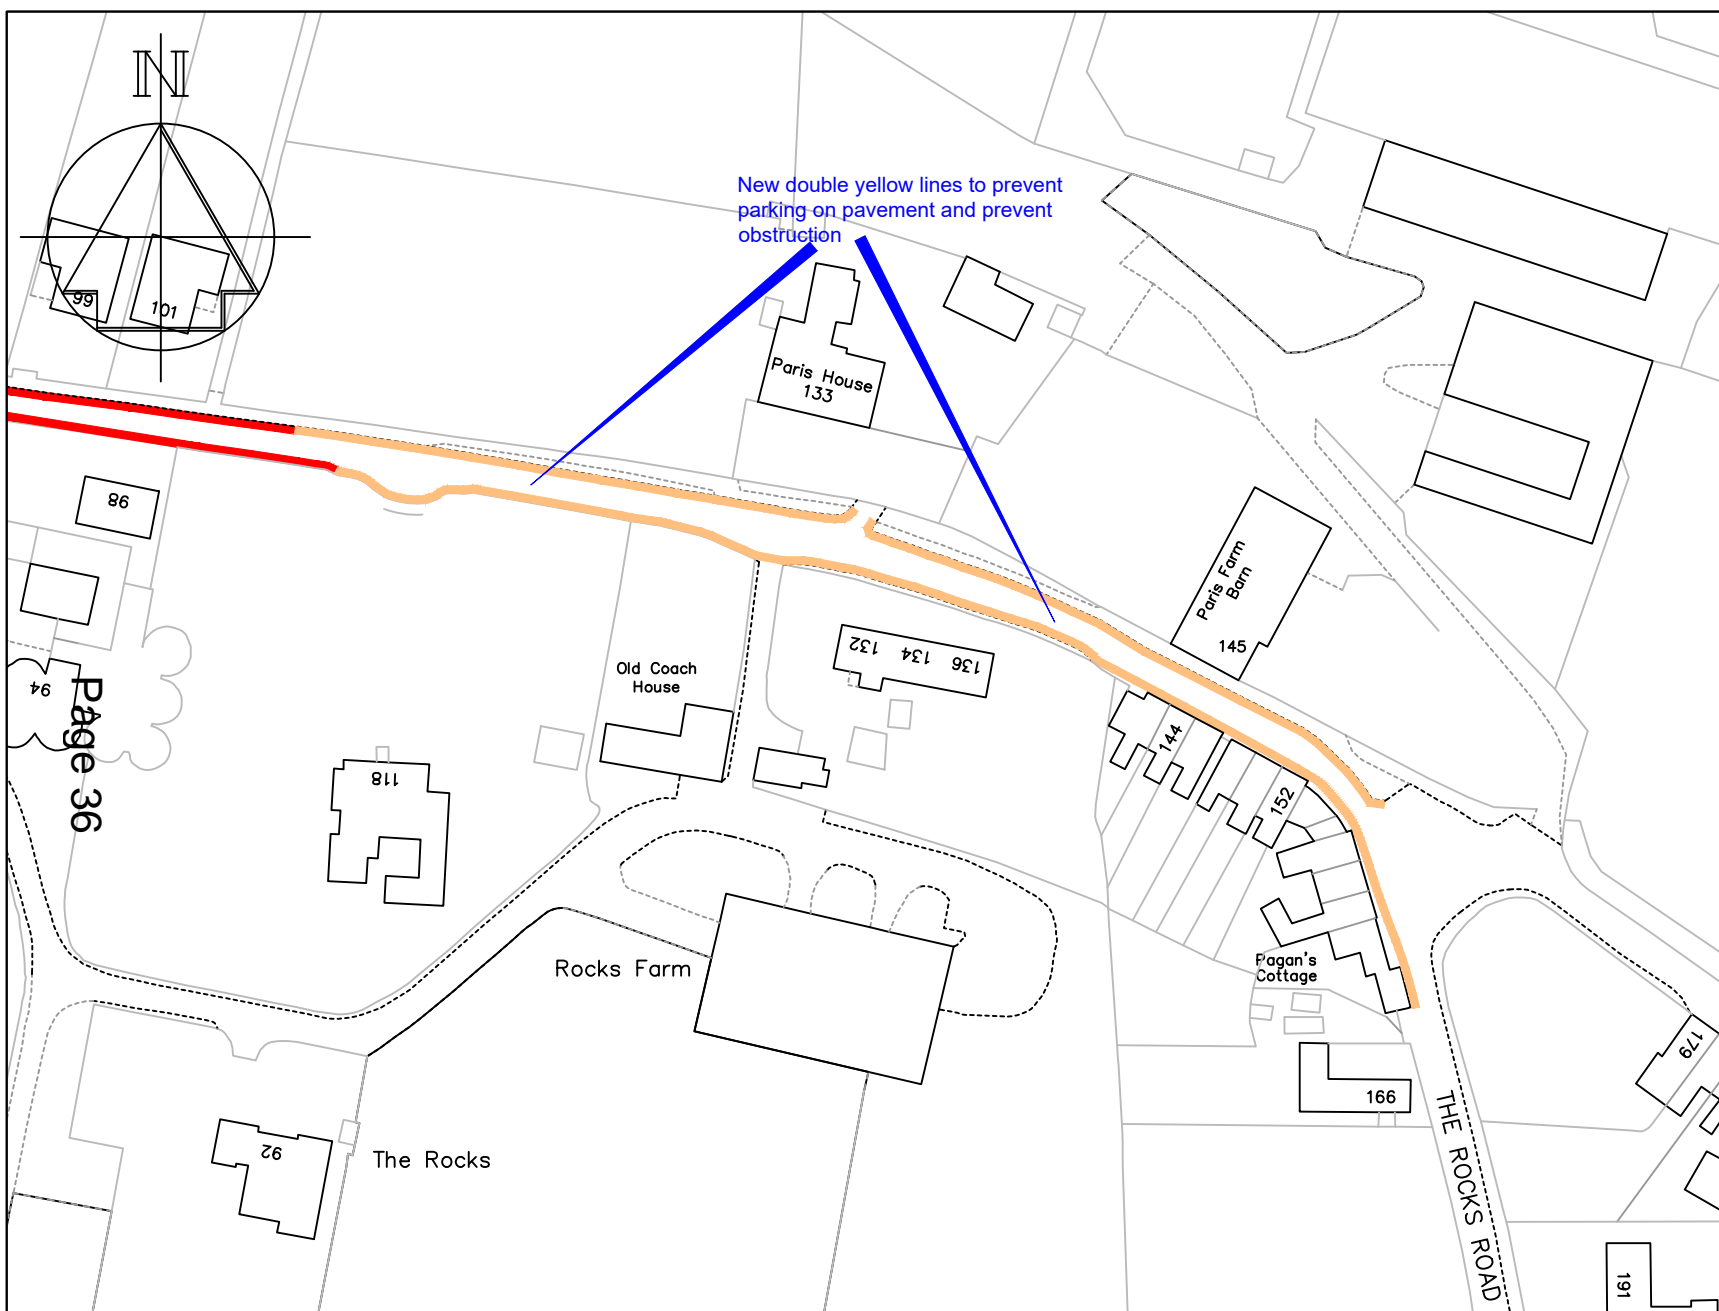 N
New double yellow lines to prevent
parking on pavement and prevent
obstruction
99
101
Paris House
133
98
Paris Farm
Barn
145
132 134 136
Old Coach
House
94
Page 36
144
118
152
Rocks Farm
Pagan's
Cottage
179
166
92
The Rocks
THE ROCKS ROAD
191